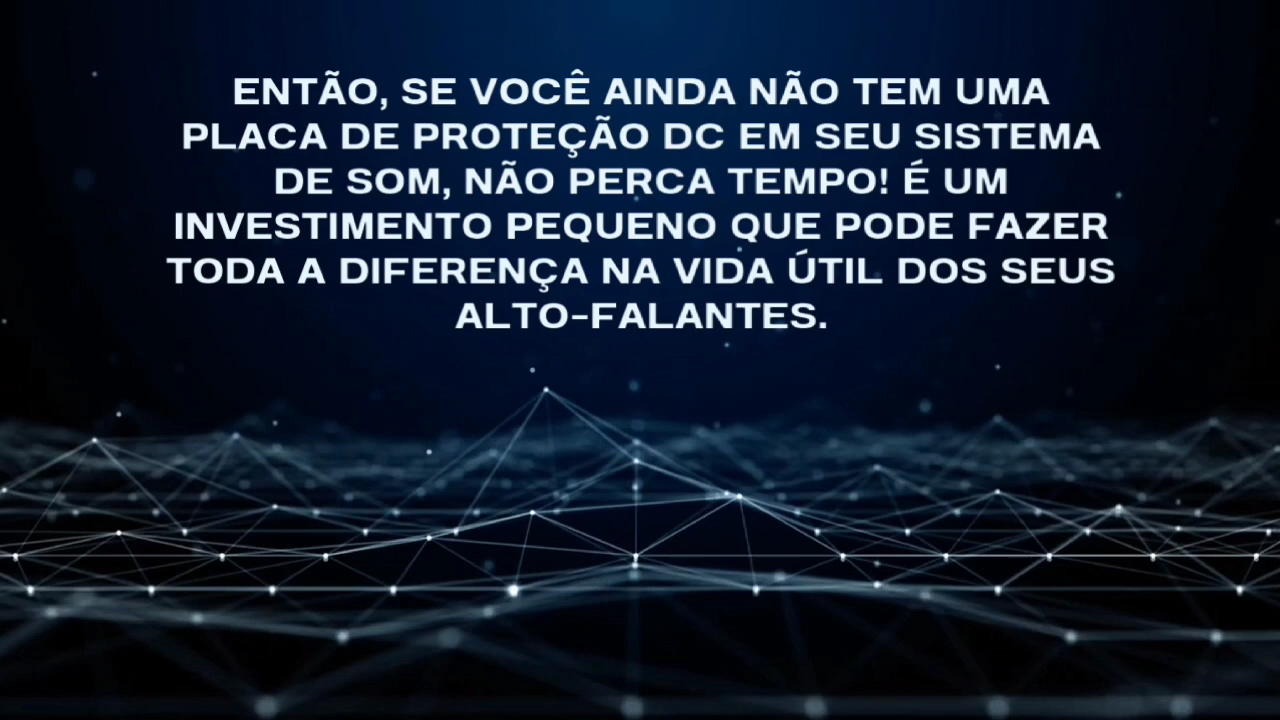 ENTÃO, SE VOCÊ AINDA NÃO TEM UMA
PLACA DE PROTEÇÃO DC EM SEU SISTEMA
DE SOM, NÃO PERCA TEMPO! É UM
INVESTIMENTO PEQUENO QUE PODE FAZER
TODA A DIFERENÇA NA VIDA ÚTIL DOS SEUS
ALTO-FALANTES.